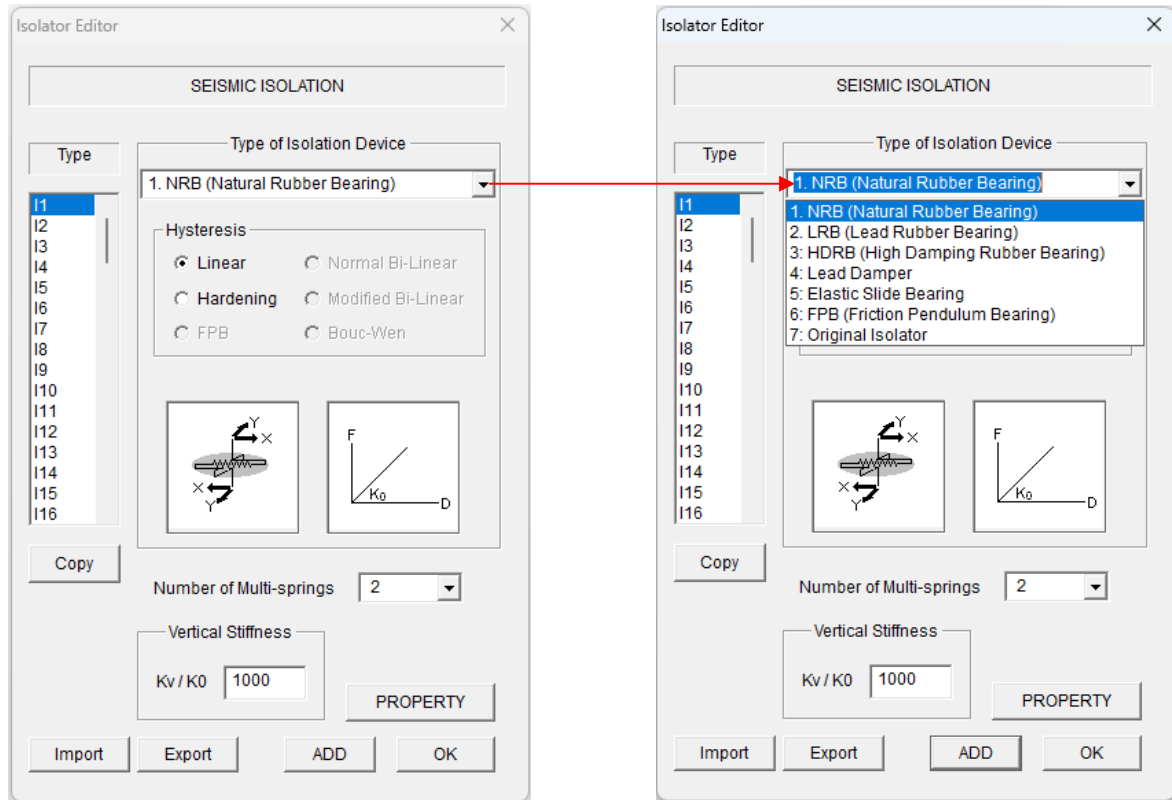 Isolator Editor
SEISMIC ISOLATION
Type
Type of Isolation Device
1. NRB (Natural Rubber Bearing)
I1
I2
I3
I4
I5
I6
I7
I8
I9
I10
I11
I12
I13
I14
I15
I16
Hysteresis
Linear
Normal Bi-Linear
Hardening
Modified Bi-Linear
FPB
Bouc-Wen
Y
X
X
Y
F
K0
D
Copy
Number of Multi-springs
2
Vertical Stiffness
Kv / K0
1000
PROPERTY
Import
Export
ADD
OK
Isolator Editor
SEISMIC ISOLATION
Type
Type of Isolation Device
1. NRB (Natural Rubber Bearing)
I1
I2
I3
I4
I5
I6
I7
I8
I9
I10
I11
I12
I13
I14
I15
I16
1. NRB (Natural Rubber Bearing)
2. LRB (Lead Rubber Bearing)
3: HDRB (High Damping Rubber Bearing)
4: Lead Damper
5: Elastic Slide Bearing
6: FPB (Friction Pendulum Bearing)
7: Original Isolator
Y
X
X
Y
F
K0
D
Copy
Number of Multi-springs
2
Vertical Stiffness
Kv / K0
1000
PROPERTY
Import
Export
ADD
OK